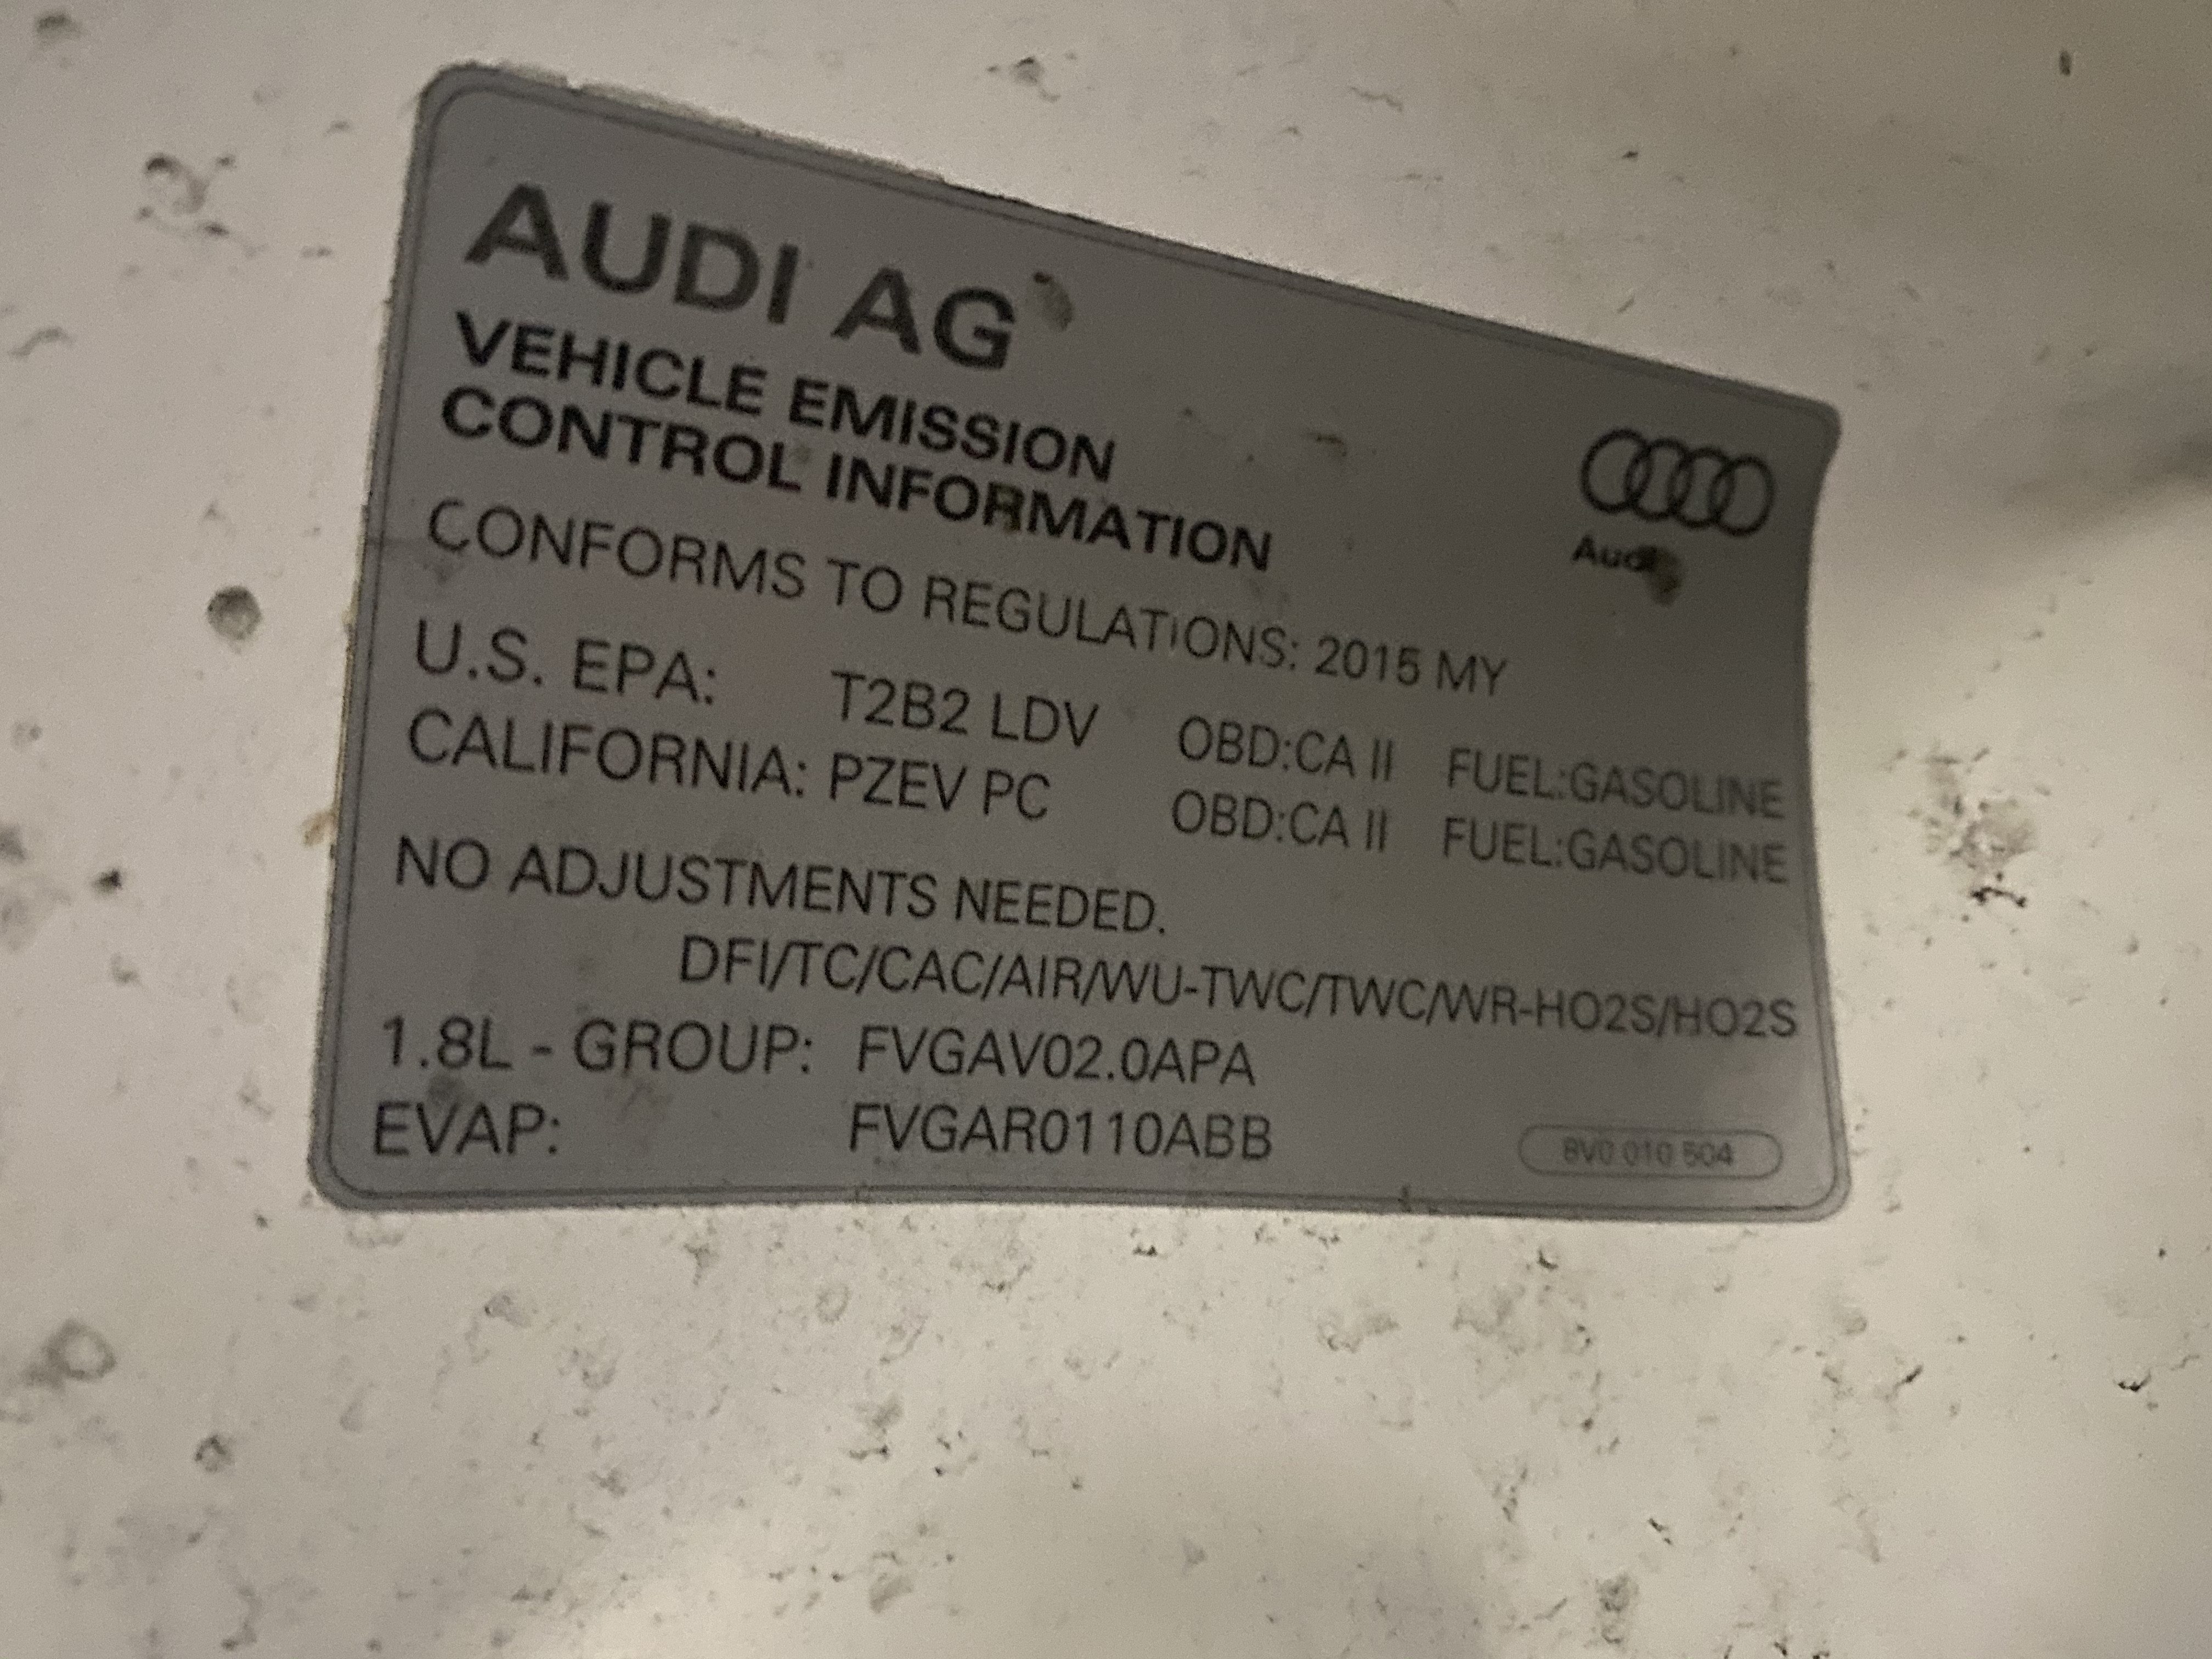 AUDI AG
VEHICLE EMISSION
CONTROL INFORMATION
Audi
CONFORMS TO REGULATIONS: 2015 MY
U.S. EPA: T2B2 LDV OBD:CA II FUEL:GASOLINE
CALIFORNIA: PZEV PC OBD:CA II FUEL:GASOLINE
NO ADJUSTMENTS NEEDED.
DFI/TC/CAC/AIR/WU-TWC/TWC/WR-HO2S/HO2S
1.8L - GROUP: FVGAV02.0APA
EVAP: FVGAR0110ABB
8V0 010 504